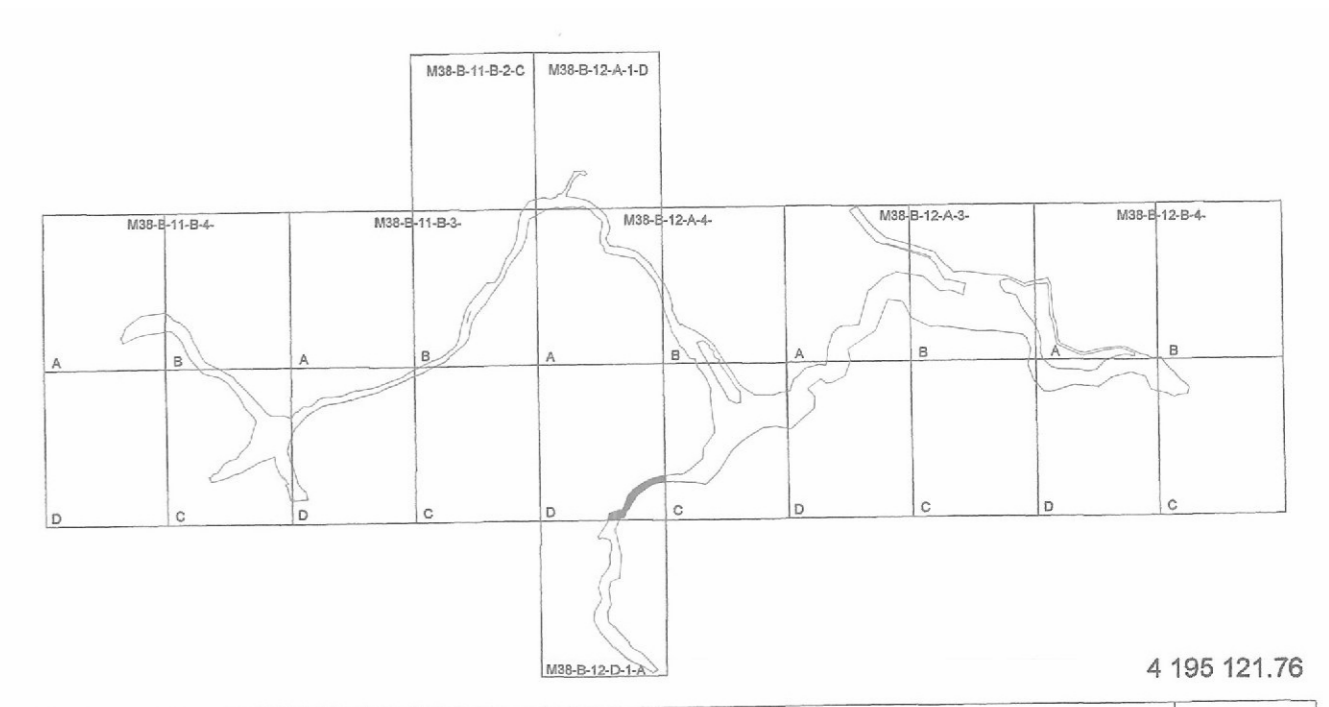 M38-B-11-B-2-C M38-B-12-A-1-D
M38-B-11-B-4- M38-B-11-B-3- M38-B-12-A-4- M38-B-12-A-3- M38-B-12-B-4-
A B A B A B A B A B
D C D C D C D C D C
M38-B-12-D-1-A
4 195 121.76